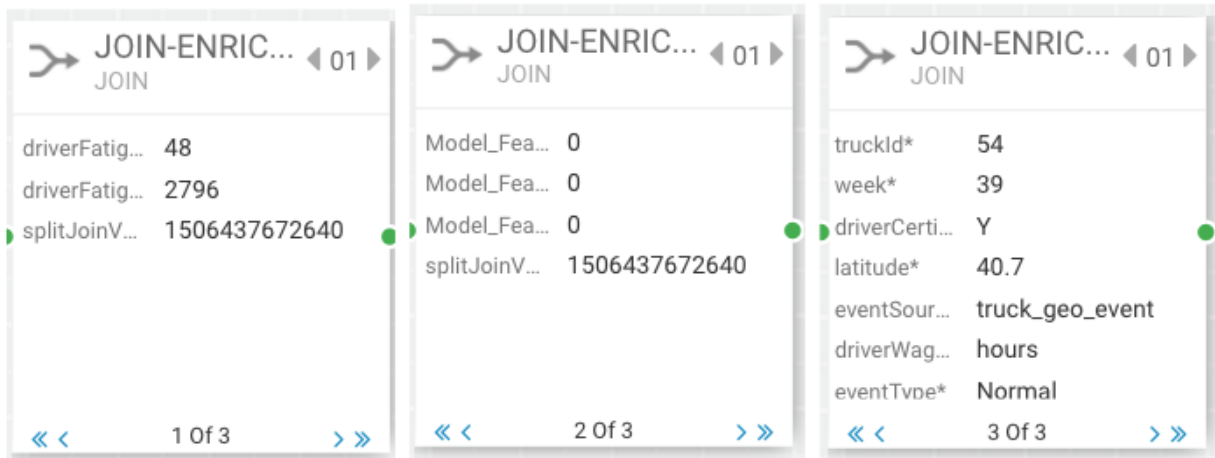 JOIN-ENRIC... 01
JOIN
driverFatig... 48
driverFatig... 2796
splitJoinV... 1506437672640
1 Of 3
JOIN-ENRIC... 01
JOIN
Model_Fea... 0
Model_Fea... 0
Model_Fea... 0
splitJoinV... 1506437672640
2 Of 3
JOIN-ENRIC... 01
JOIN
truckId* 54
week* 39
driverCerti... Y
latitude* 40.7
eventSour... truck_geo_event
driverWag... hours
eventType* Normal
3 Of 3